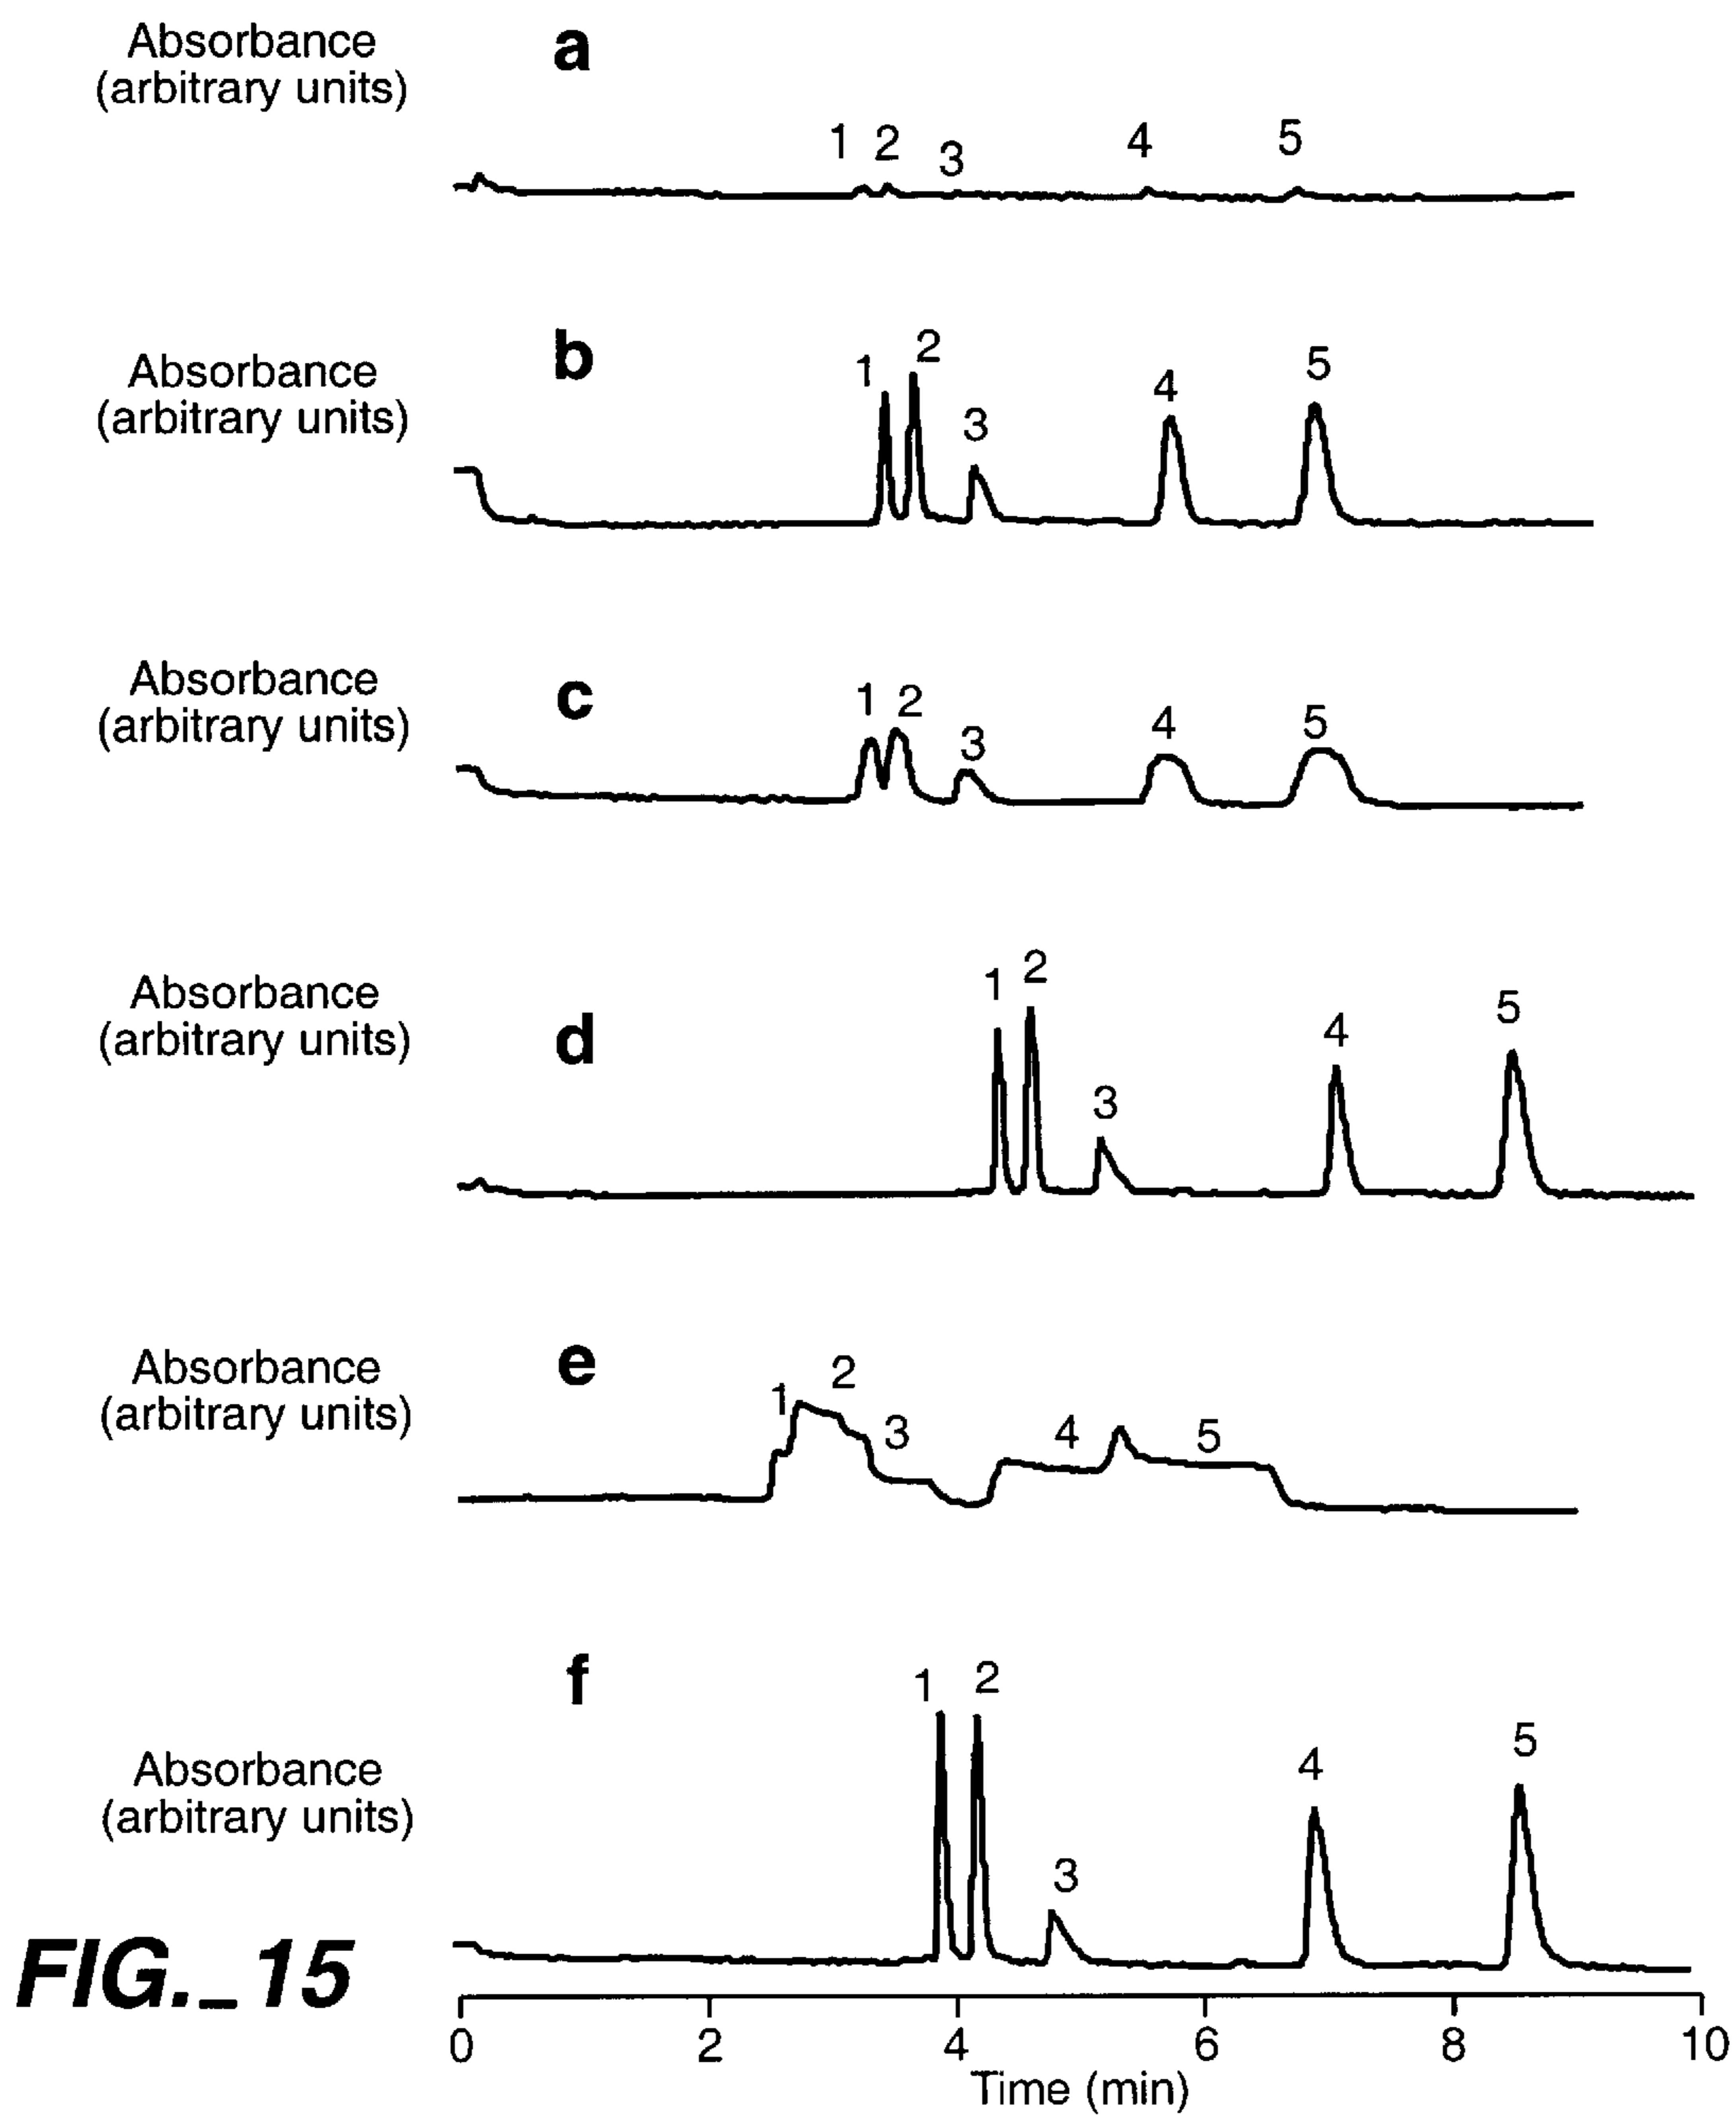 Absorbance
(arbitrary units)
a
1 2 3 4 5
Absorbance
(arbitrary units)
b
1 2 3 4 5
Absorbance
(arbitrary units)
c
1 2 3 4 5
Absorbance
(arbitrary units)
d
1 2 3 4 5
Absorbance
(arbitrary units)
e
1 2 3 4 5
Absorbance
(arbitrary units)
f
1 2 3 4 5
0 2 4 6 8 10
Time (min)
FIG._15